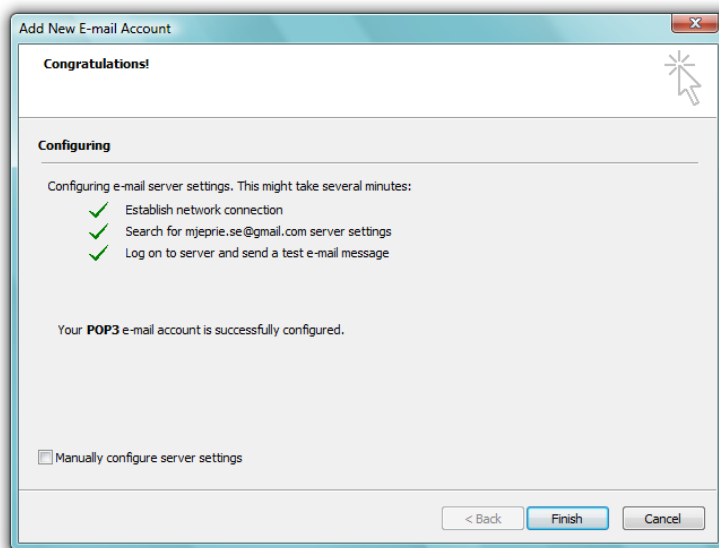 Add New E-mail Account
Congratulations!
Configuring
Configuring e-mail server settings. This might take several minutes:
Establish network connection
Search for mjeprie.se@gmail.com server settings
Log on to server and send a test e-mail message
Your POP3 e-mail account is successfully configured.
Manually configure server settings
< Back Finish Cancel